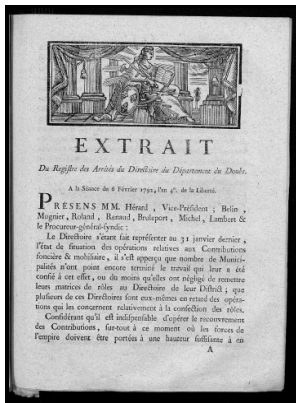 EXTRAIT
Du Registre des Arrêtés du Directoire du Département du Doubs.
A la Séance du 6 Février 1792, l'an 4e. de la Liberté.
PRÉSENS MM. Hérard, Vice-Président; Belin,
Mugnier, Roland, Renaud, Bruleport, Michel, Lambert &
le Procureur-général-syndic :
Le Directoire s'étant fait représenter au 31 janvier dernier,
l'état de situation des opérations relatives aux Contributions
foncière & mobiliaire, il s'est apperçu que nombre de Munici-
palités n'ont point encore terminé le travail qui leur a été
confié à cet effet, ou du moins qu'elles ont négligé de remettre
leurs matrices de rôles au Directoire de leur District; que
plusieurs de ces Directoires sont eux-mêmes en retard des opéra-
tions qui les concernent relativement à la confection des rôles.
Considérant qu'il est indispensable d'opérer le recouvrement
des Contributions, sur-tout à ce moment où les forces de
l'empire doivent être portées à une hauteur suffisante à en
A